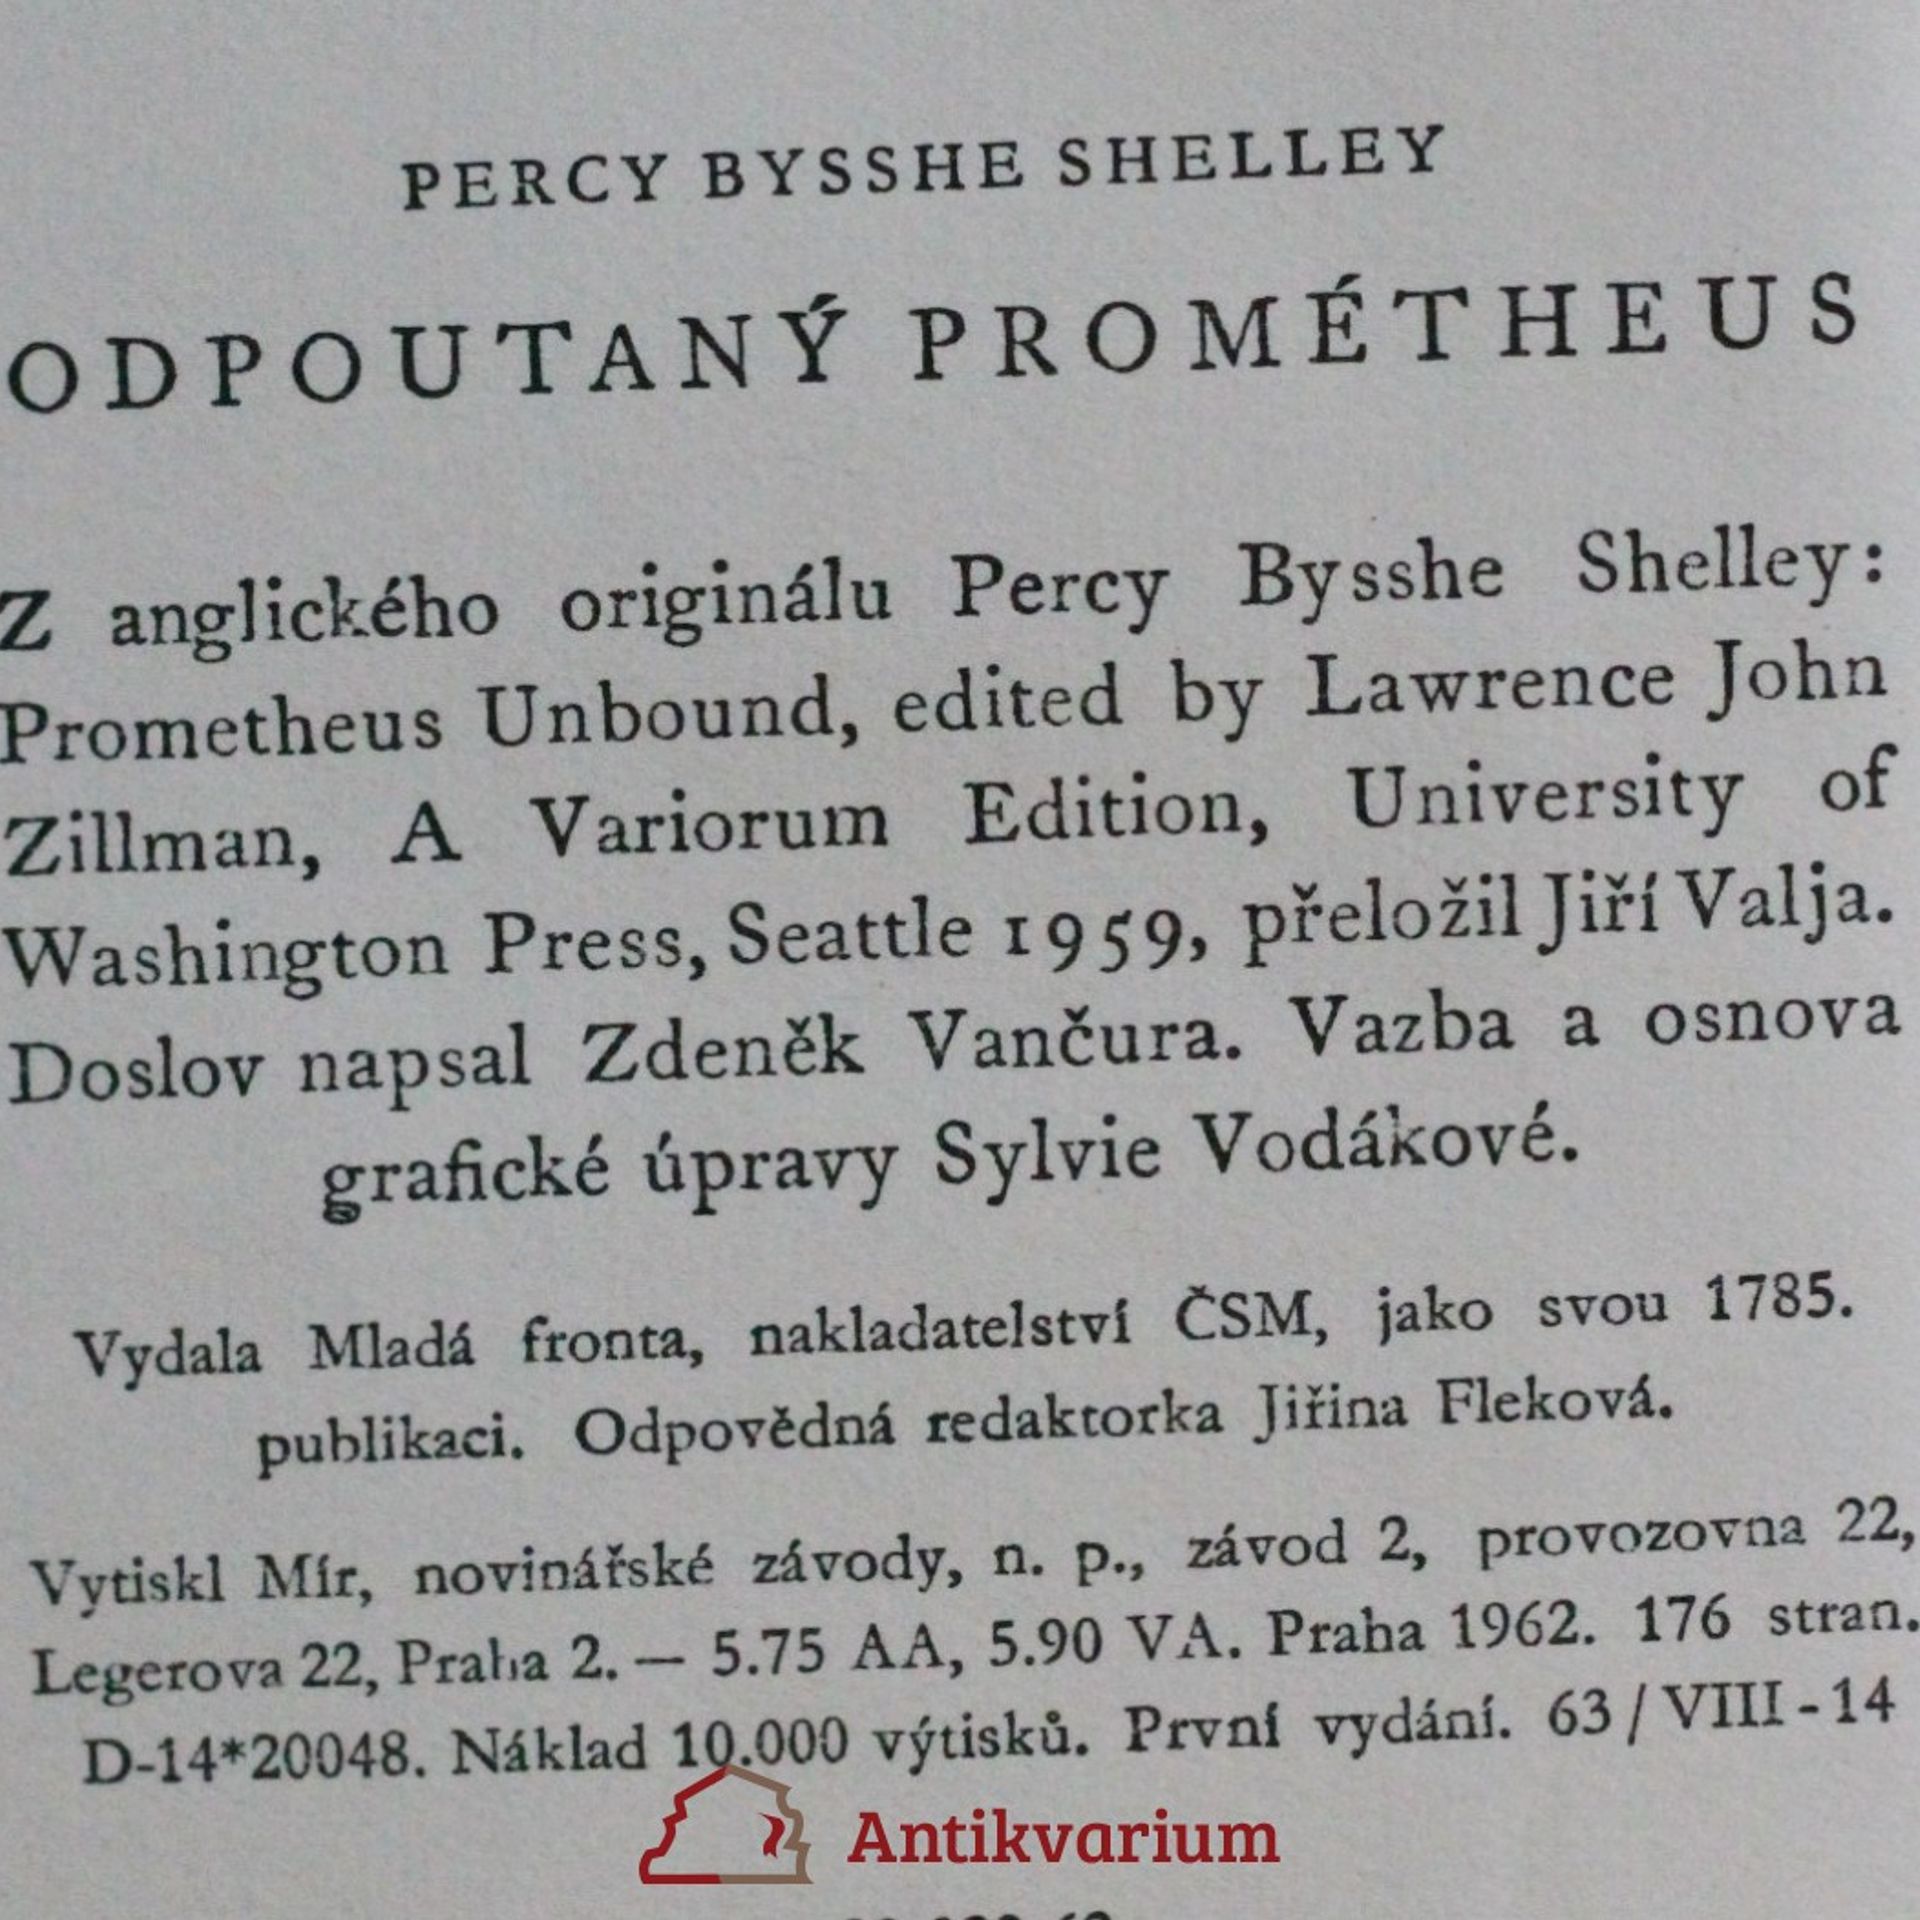 PERCY BYSSHE SHELLEY
ODPOUTANÝ PROMÉTHEUS
Z anglického originálu Percy Bysshe Shelley:
Prometheus Unbound, edited by Lawrence John
Zillman, A Variorum Edition, University of
Washington Press, Seattle 1959, přeložil Jiří Valja.
Doslov napsal Zdeněk Vančura. Vazba a osnova
grafické úpravy Sylvie Vodákové.
Vydala Mladá fronta, nakladatelství ČSM, jako svou 1785.
publikaci. Odpovědná redaktorka Jiřina Fleková.
Vytiskl Mír, novinářské závody, n. p., závod 2, provozovna 22,
Legerova 22, Praha 2. — 5.75 AA, 5.90 VA. Praha 1962. 176 stran.
D-14*20048. Náklad 10.000 výtisků. První vydání. 63 / VIII - 14
Antikvarium